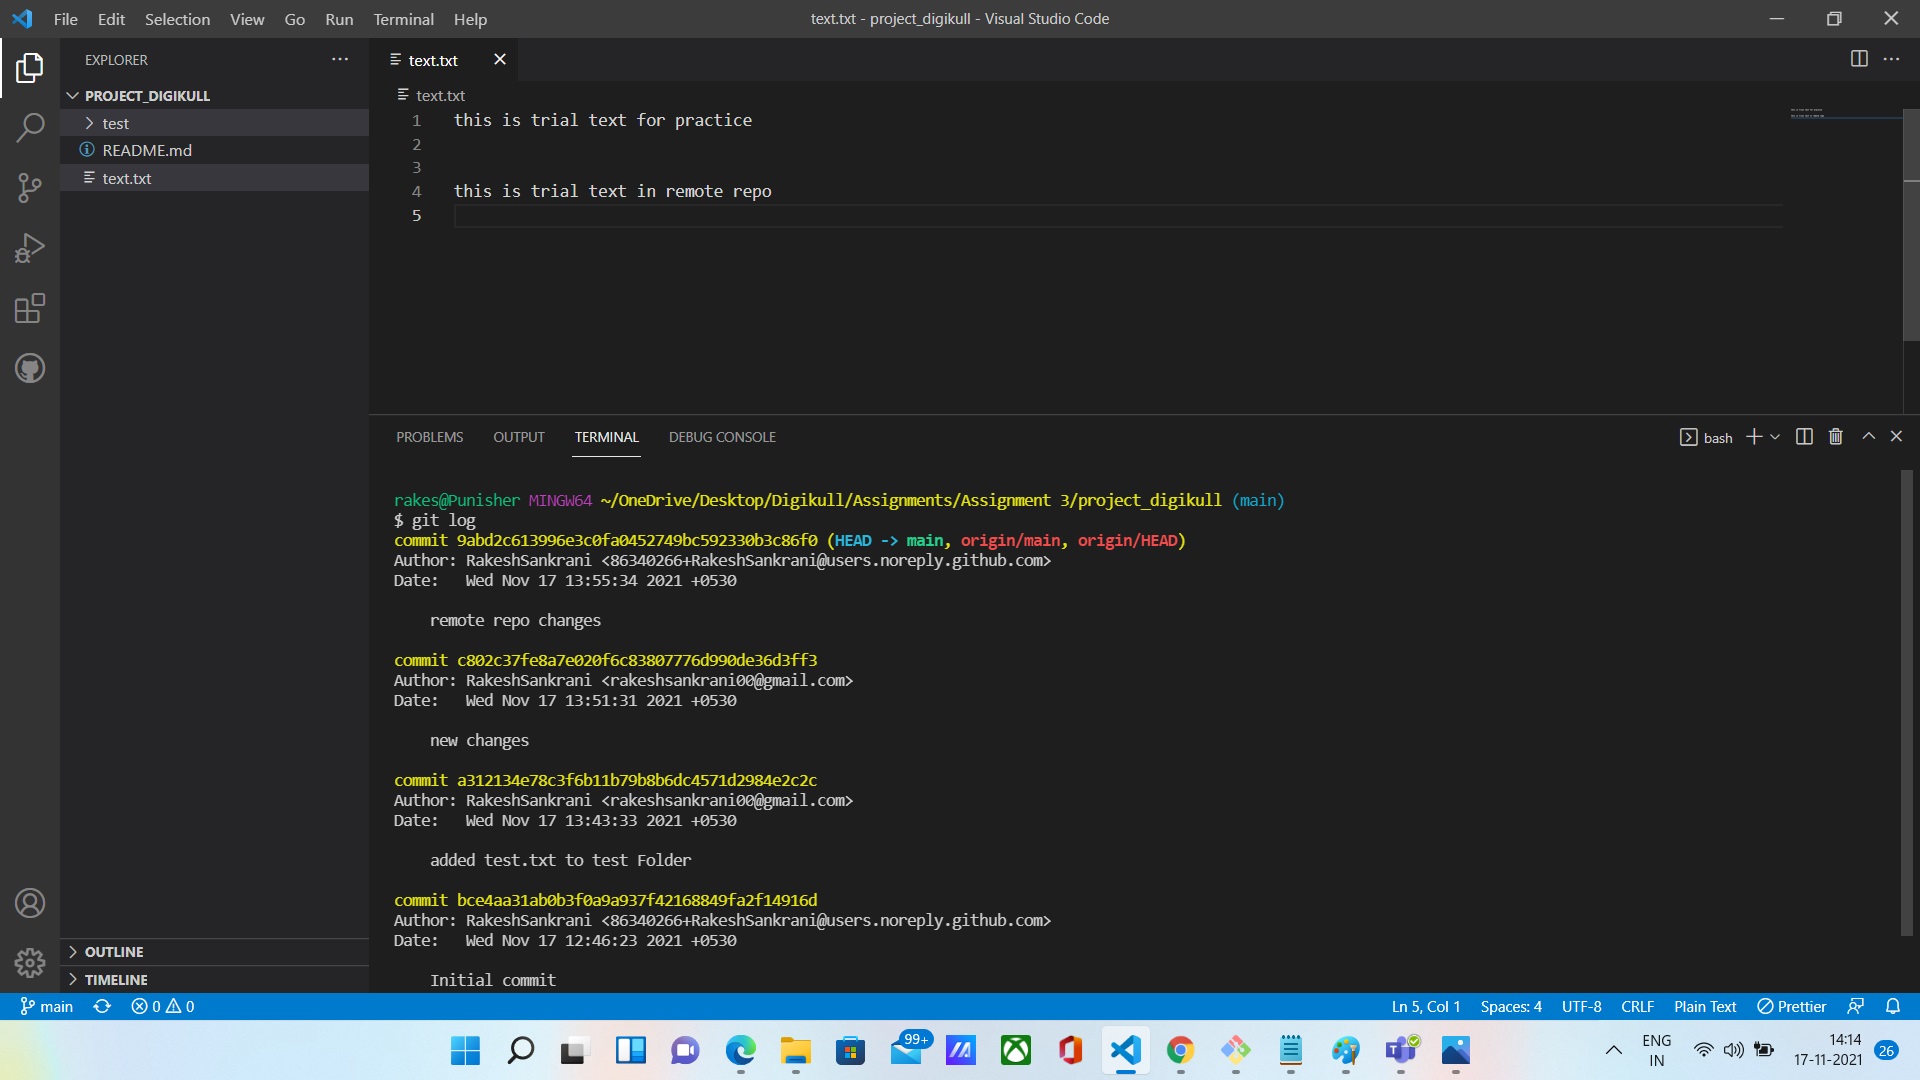 File Edit Selection View Go Run Terminal Help
text.txt - project_digikull - Visual Studio Code
EXPLORER
PROJECT_DIGIKULL
test
README.md
text.txt
OUTLINE
TIMELINE
text.txt
text.txt
1 this is trial text for practice
2
3
4 this is trial text in remote repo
5
PROBLEMS OUTPUT TERMINAL DEBUG CONSOLE
bash
rakes@Punisher MINGW64 ~/OneDrive/Desktop/Digikull/Assignments/Assignment 3/project_digikull (main)
$ git log
commit 9abd2c613996e3c0fa0452749bc592330b3c86f0 (HEAD -> main, origin/main, origin/HEAD)
Author: RakeshSankrani <86340266+RakeshSankrani@users.noreply.github.com>
Date:   Wed Nov 17 13:55:34 2021 +0530
remote repo changes
commit c802c37fe8a7e020f6c83807776d990de36d3ff3
Author: RakeshSankrani <rakeshsankrani00@gmail.com>
Date:   Wed Nov 17 13:51:31 2021 +0530
new changes
commit a312134e78c3f6b11b79b8b6dc4571d2984e2c2c
Author: RakeshSankrani <rakeshsankrani00@gmail.com>
Date:   Wed Nov 17 13:43:33 2021 +0530
added test.txt to test Folder
commit bce4aa31ab0b3f0a9a937f42168849fa2f14916d
Author: RakeshSankrani <86340266+RakeshSankrani@users.noreply.github.com>
Date:   Wed Nov 17 12:46:23 2021 +0530
Initial commit
main 0 0 Ln 5, Col 1 Spaces: 4 UTF-8 CRLF Plain Text Prettier
99+
ENG
IN
14:14
17-11-2021
26